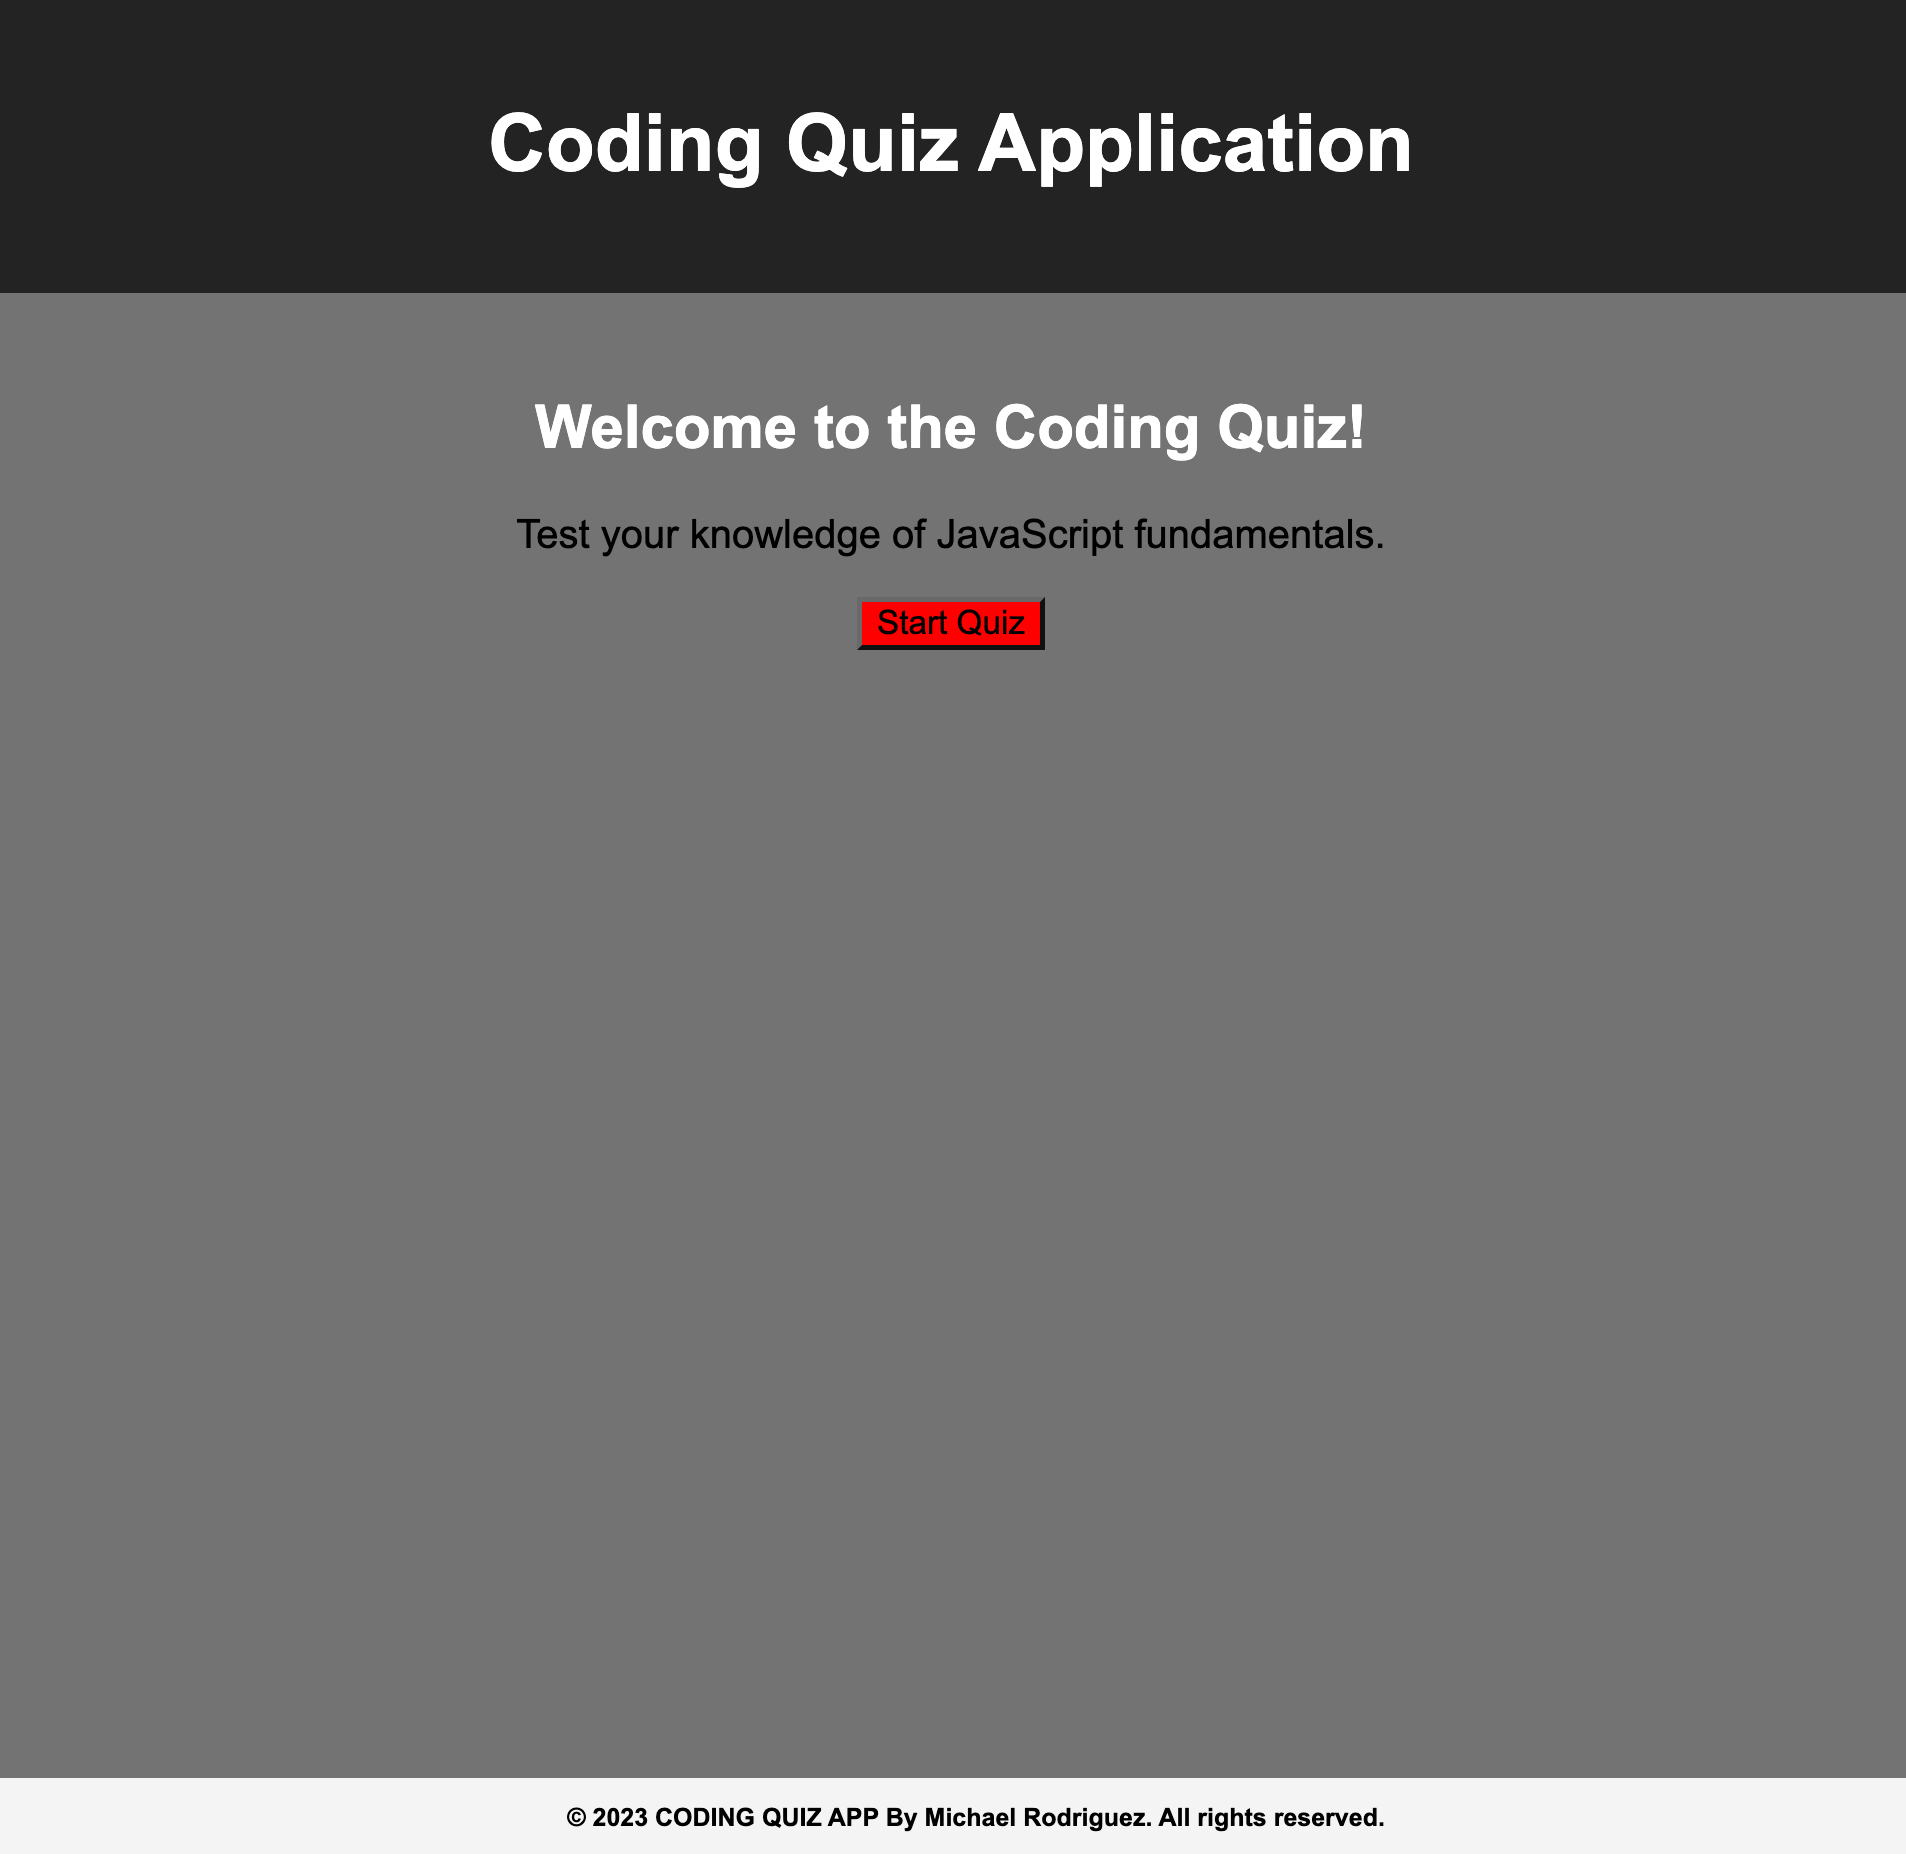 Coding Quiz Application
Welcome to the Coding Quiz!
Test your knowledge of JavaScript fundamentals.
Start Quiz
© 2023 CODING QUIZ APP By Michael Rodriguez. All rights reserved.